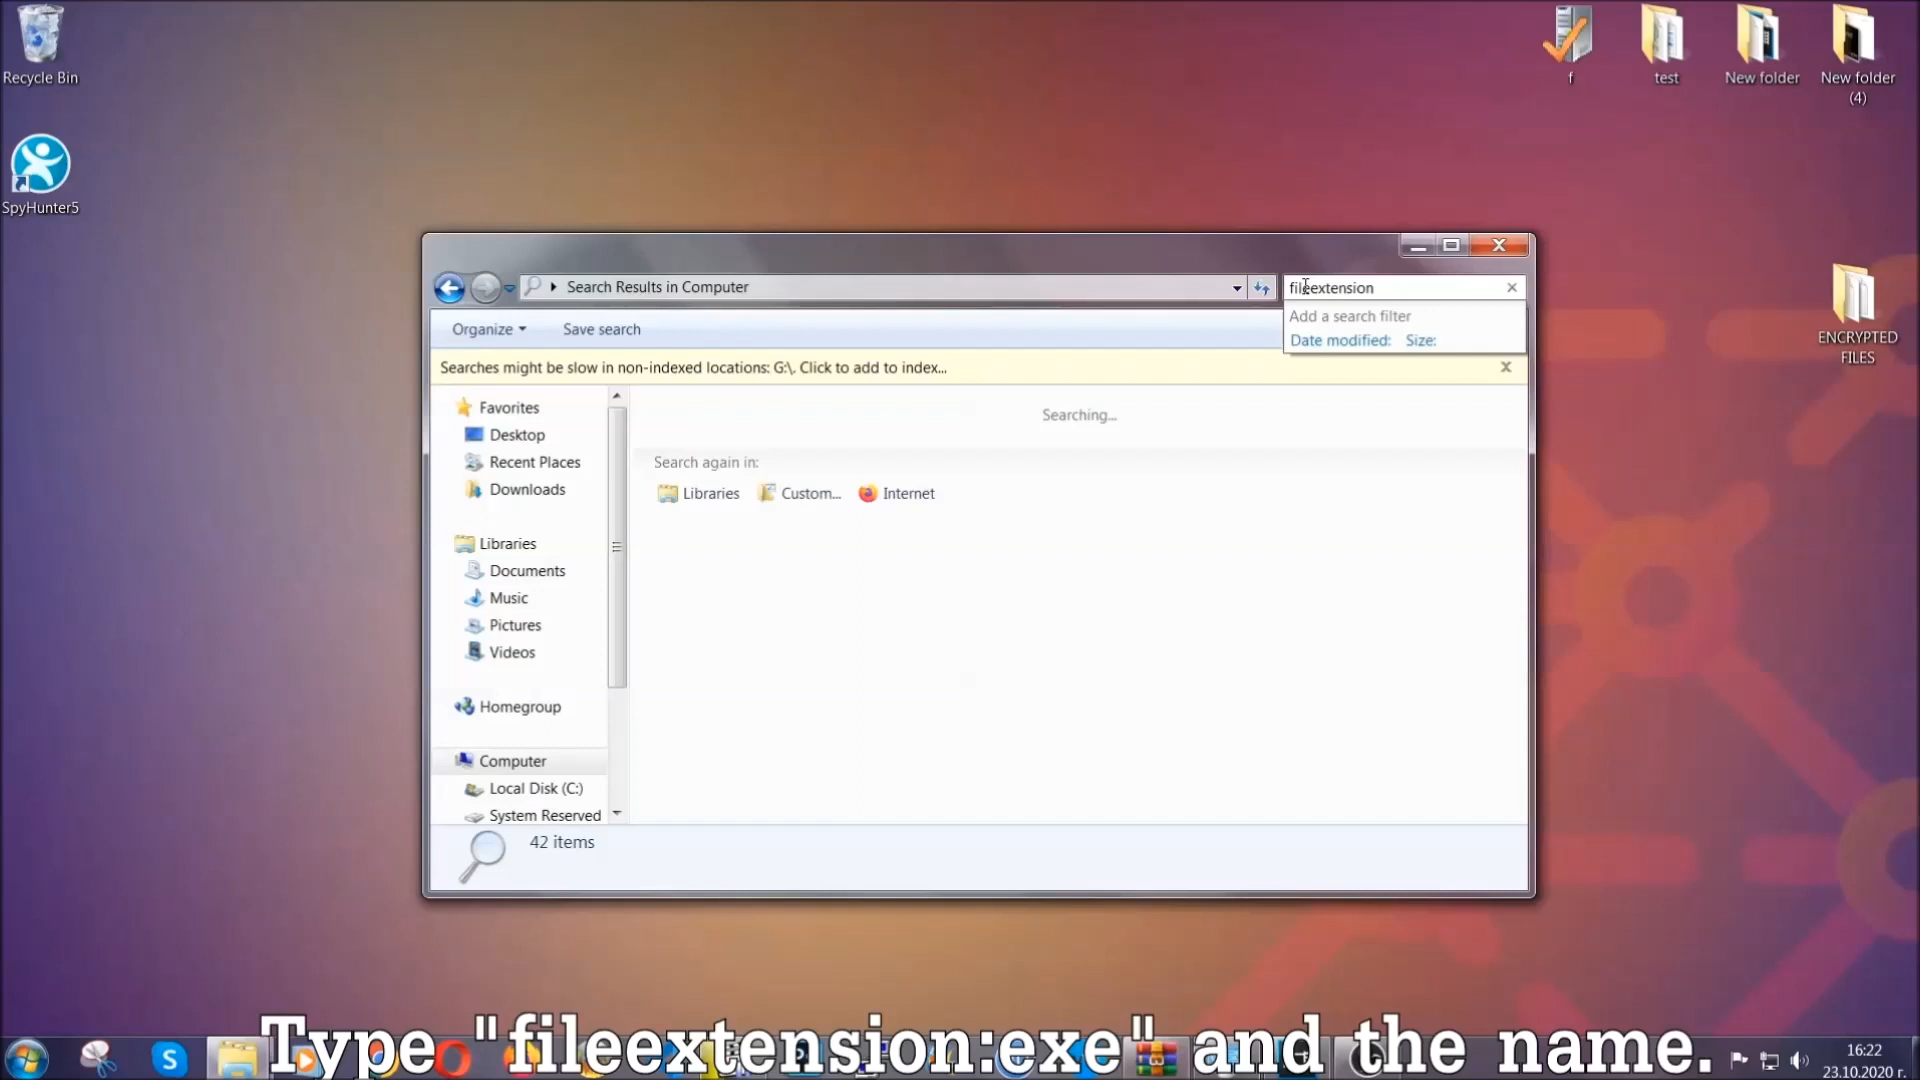 Recycle Bin
SpyHunter5
f
test
New folder
New folder
(4)
ENCRYPTED
FILES
Search Results in Computer
fileextension
Add a search filter
Date modified: Size:
Organize
Save search
Searches might be slow in non-indexed locations: G:\. Click to add to index...
Favorites
Desktop
Recent Places
Downloads
Libraries
Documents
Music
Pictures
Videos
Homegroup
Computer
Local Disk (C:)
System Reserved
Searching...
Search again in:
Libraries
Custom...
Internet
42 items
Type "fileextension:exe" and the name.
16:22
23.10.2020 г.